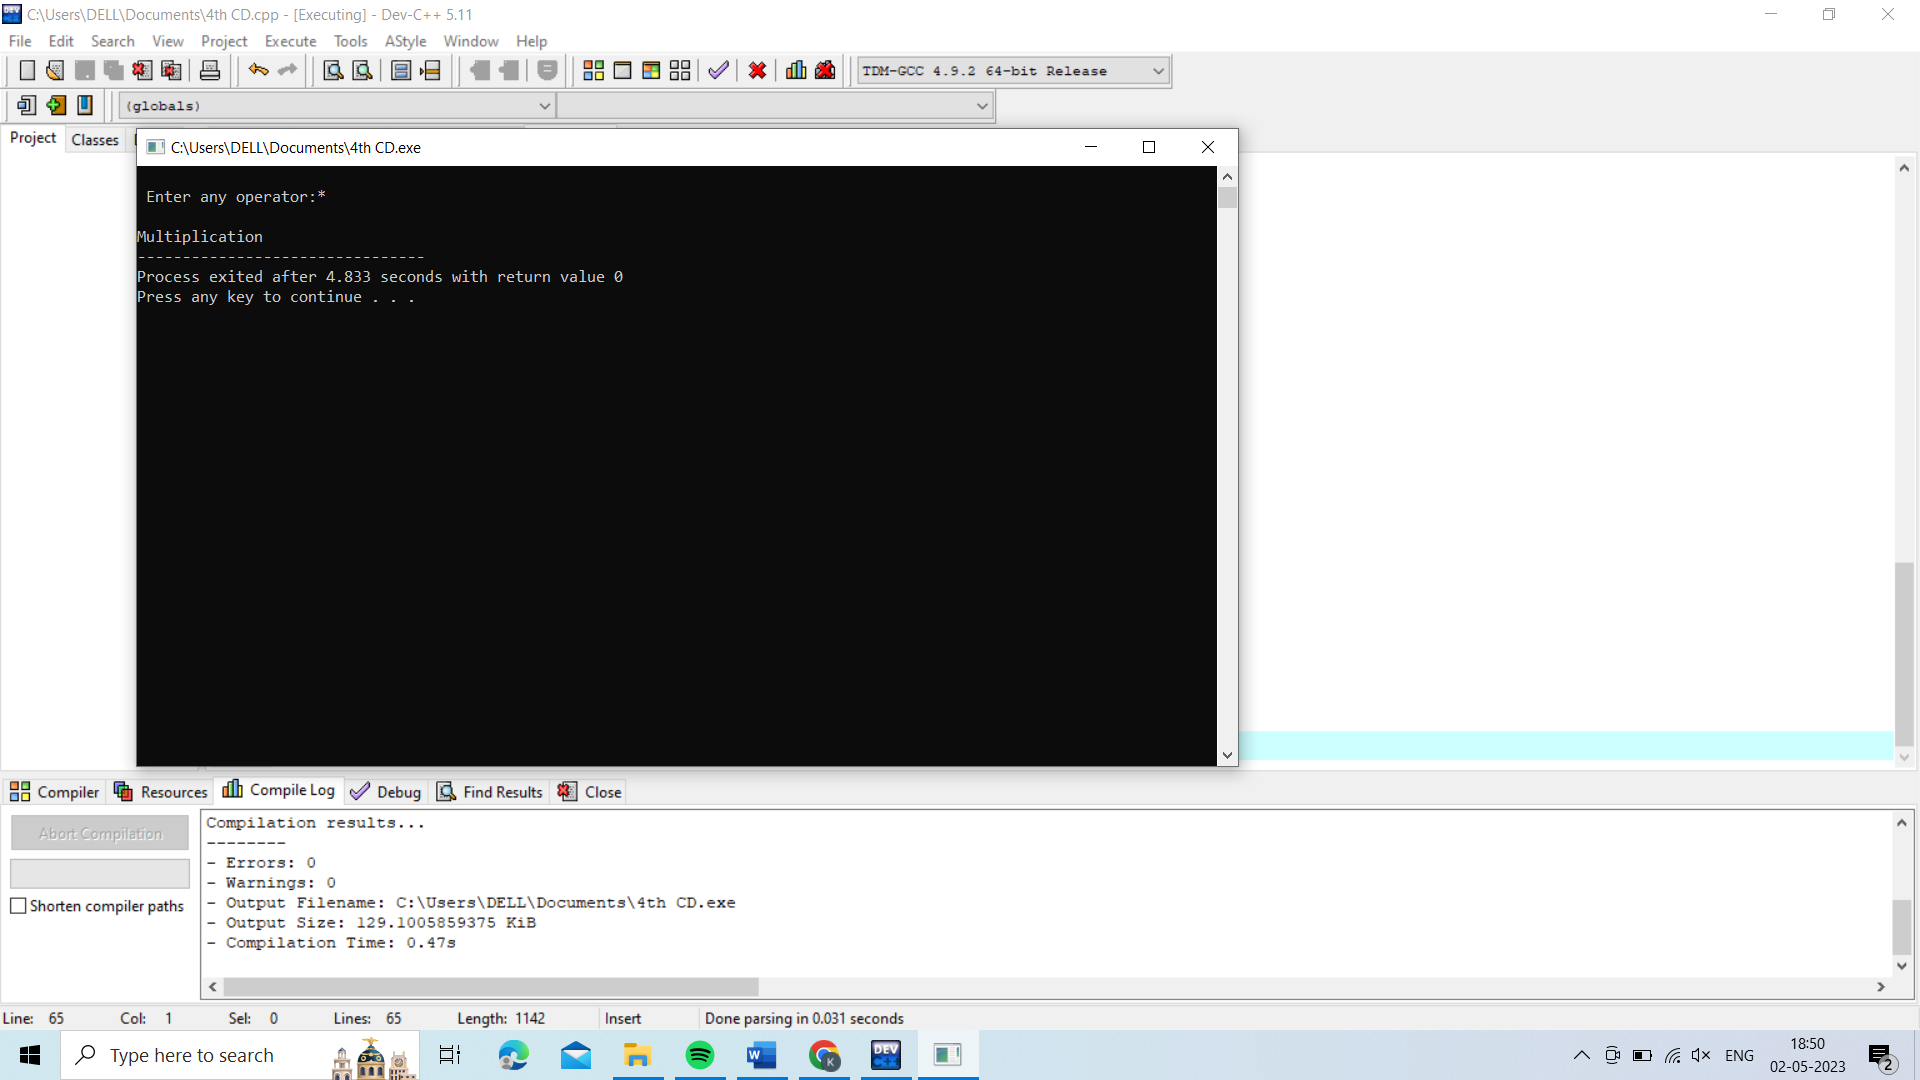 C:\Users\DELL\Documents\4th CD.cpp - [Executing] - Dev-C++ 5.11
File Edit Search View Project Execute Tools AStyle Window Help
TDM-GCC 4.9.2 64-bit Release
(globals)
Project Classes
C:\Users\DELL\Documents\4th CD.exe
Enter any operator:*
Multiplication
--------------------------------
Process exited after 4.833 seconds with return value 0
Press any key to continue . . .
Compiler Resources Compile Log Debug Find Results Close
Abort Compilation
Shorten compiler paths
Compilation results...
--------
- Errors: 0
- Warnings: 0
- Output Filename: C:\Users\DELL\Documents\4th CD.exe
- Output Size: 129.1005859375 KiB
- Compilation Time: 0.47s
Line: 65 Col: 1 Sel: 0 Lines: 65 Length: 1142 Insert Done parsing in 0.031 seconds
Type here to search
W
K
DEV
C++
ENG
18:50
02-05-2023
2